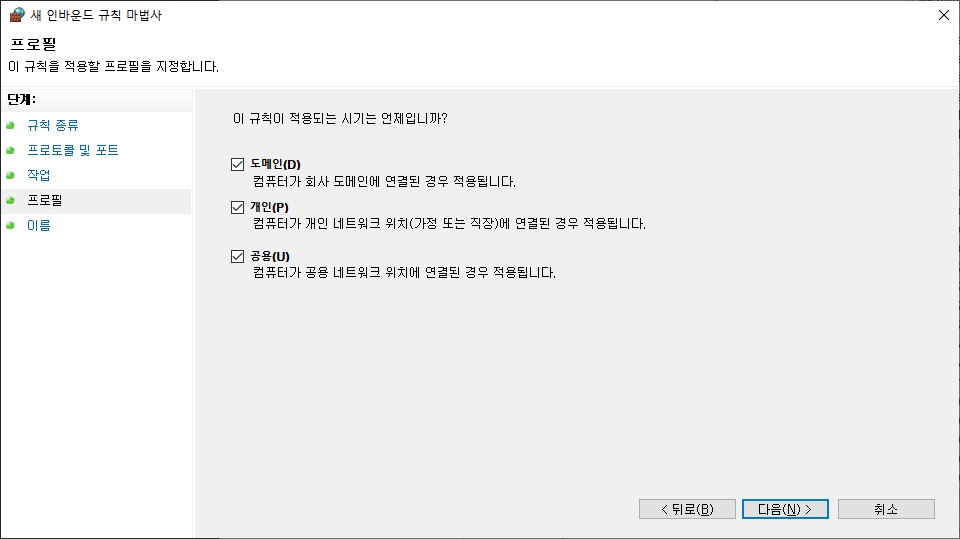 새 인바운드 규칙 마법사
프로필
이 규칙을 적용할 프로필을 지정합니다.
단계:
규칙 종류
프로토콜 및 포트
작업
프로필
이름
이 규칙이 적용되는 시기는 언제입니까?
도메인(D)
컴퓨터가 회사 도메인에 연결된 경우 적용됩니다.
개인(P)
컴퓨터가 개인 네트워크 위치(가정 또는 직장)에 연결된 경우 적용됩니다.
공용(U)
컴퓨터가 공용 네트워크 위치에 연결된 경우 적용됩니다.
< 뒤로(B) 다음(N) > 취소